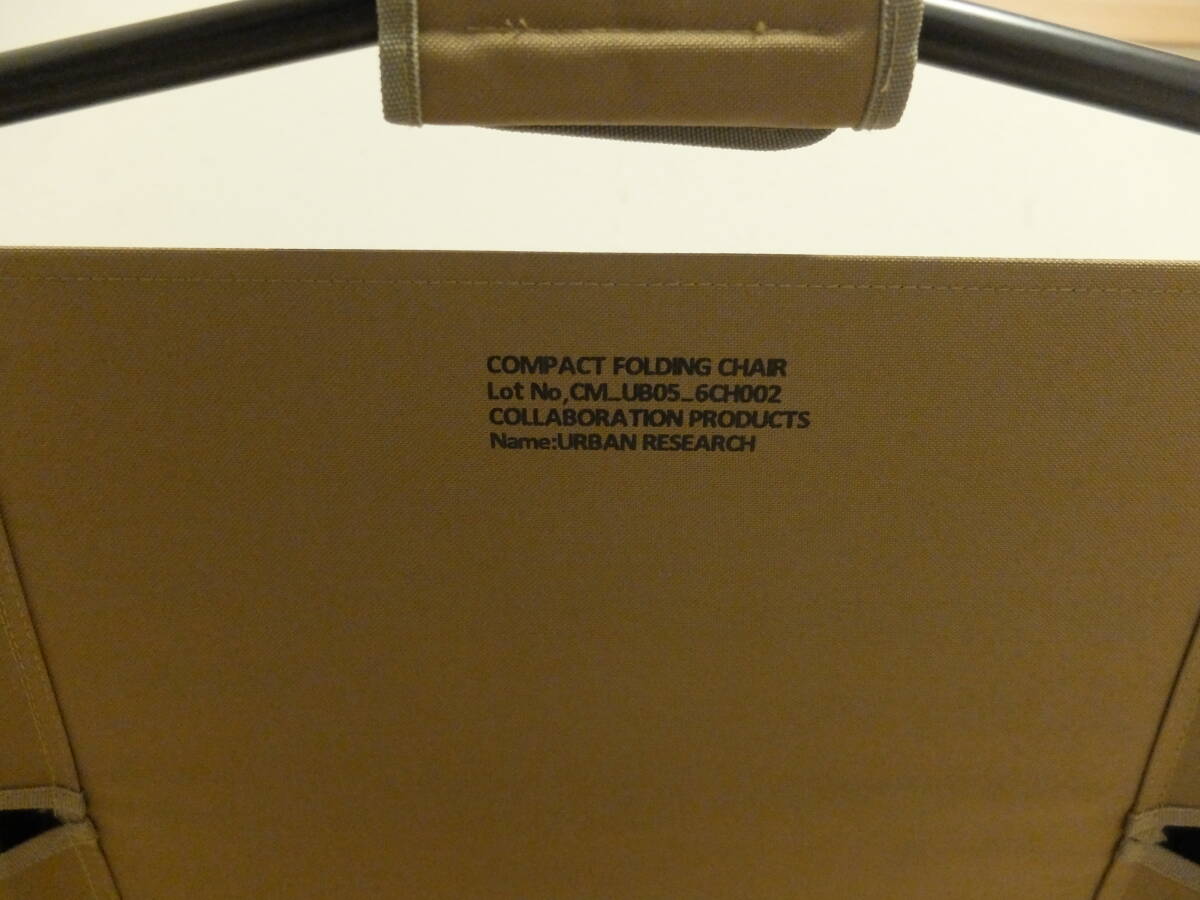 COMPACT FOLDING CHAIR
Lot No,CM_UB05_6CH002
COLLABORATION PRODUCTS
Name:URBAN RESEARCH